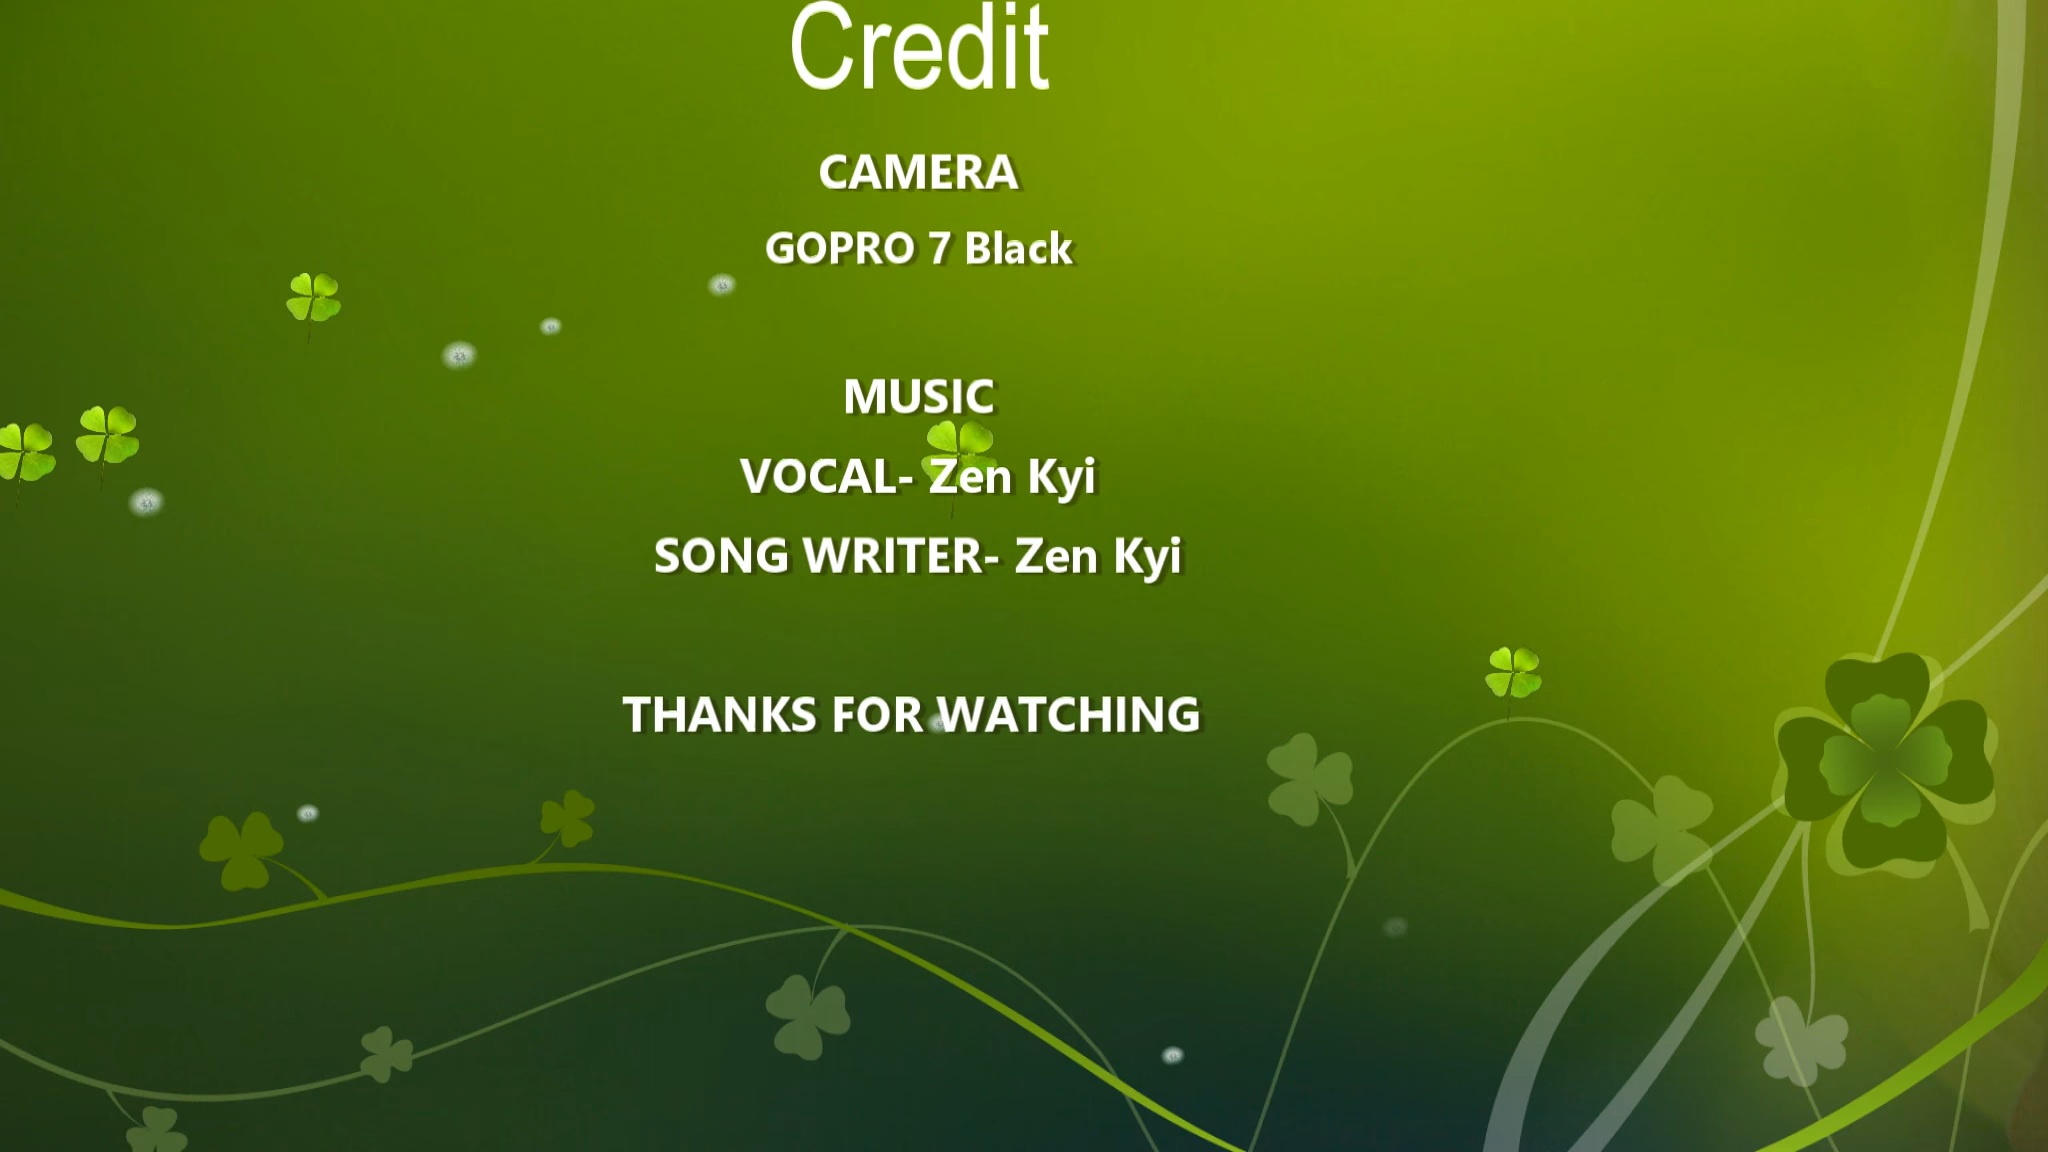 Credit
CAMERA
GOPRO 7 Black
MUSIC
VOCAL- Zen Kyi
SONG WRITER- Zen Kyi
THANKS FOR WATCHING